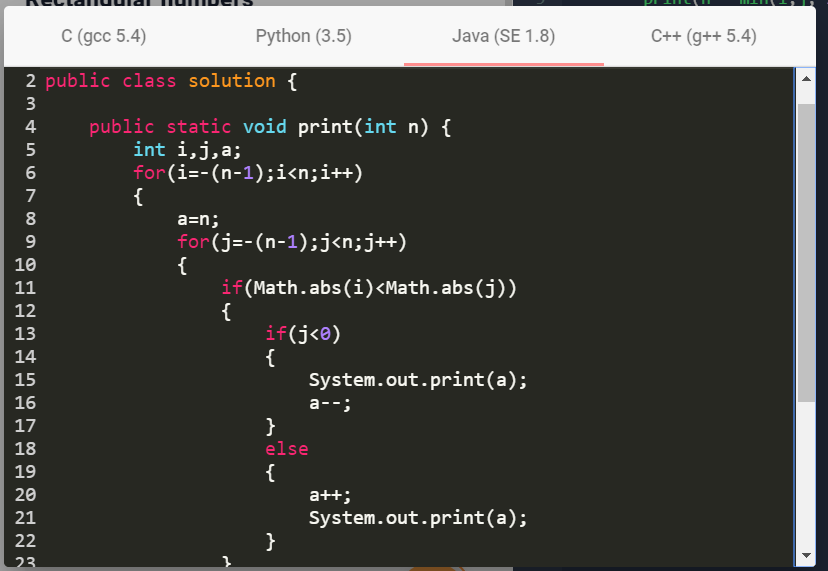 Rectangular numbers
C (gcc 5.4) Python (3.5) Java (SE 1.8) C++ (g++ 5.4)
2 public class solution {
3
4     public static void print(int n) {
5         int i,j,a;
6         for(i=-(n-1);i<n;i++)
7         {
8             a=n;
9             for(j=-(n-1);j<n;j++)
10             {
11                 if(Math.abs(i)<Math.abs(j))
12                 {
13                     if(j<0)
14                     {
15                         System.out.print(a);
16                         a--;
17                     }
18                     else
19                     {
20                         a++;
21                         System.out.print(a);
22                     }
23                 }